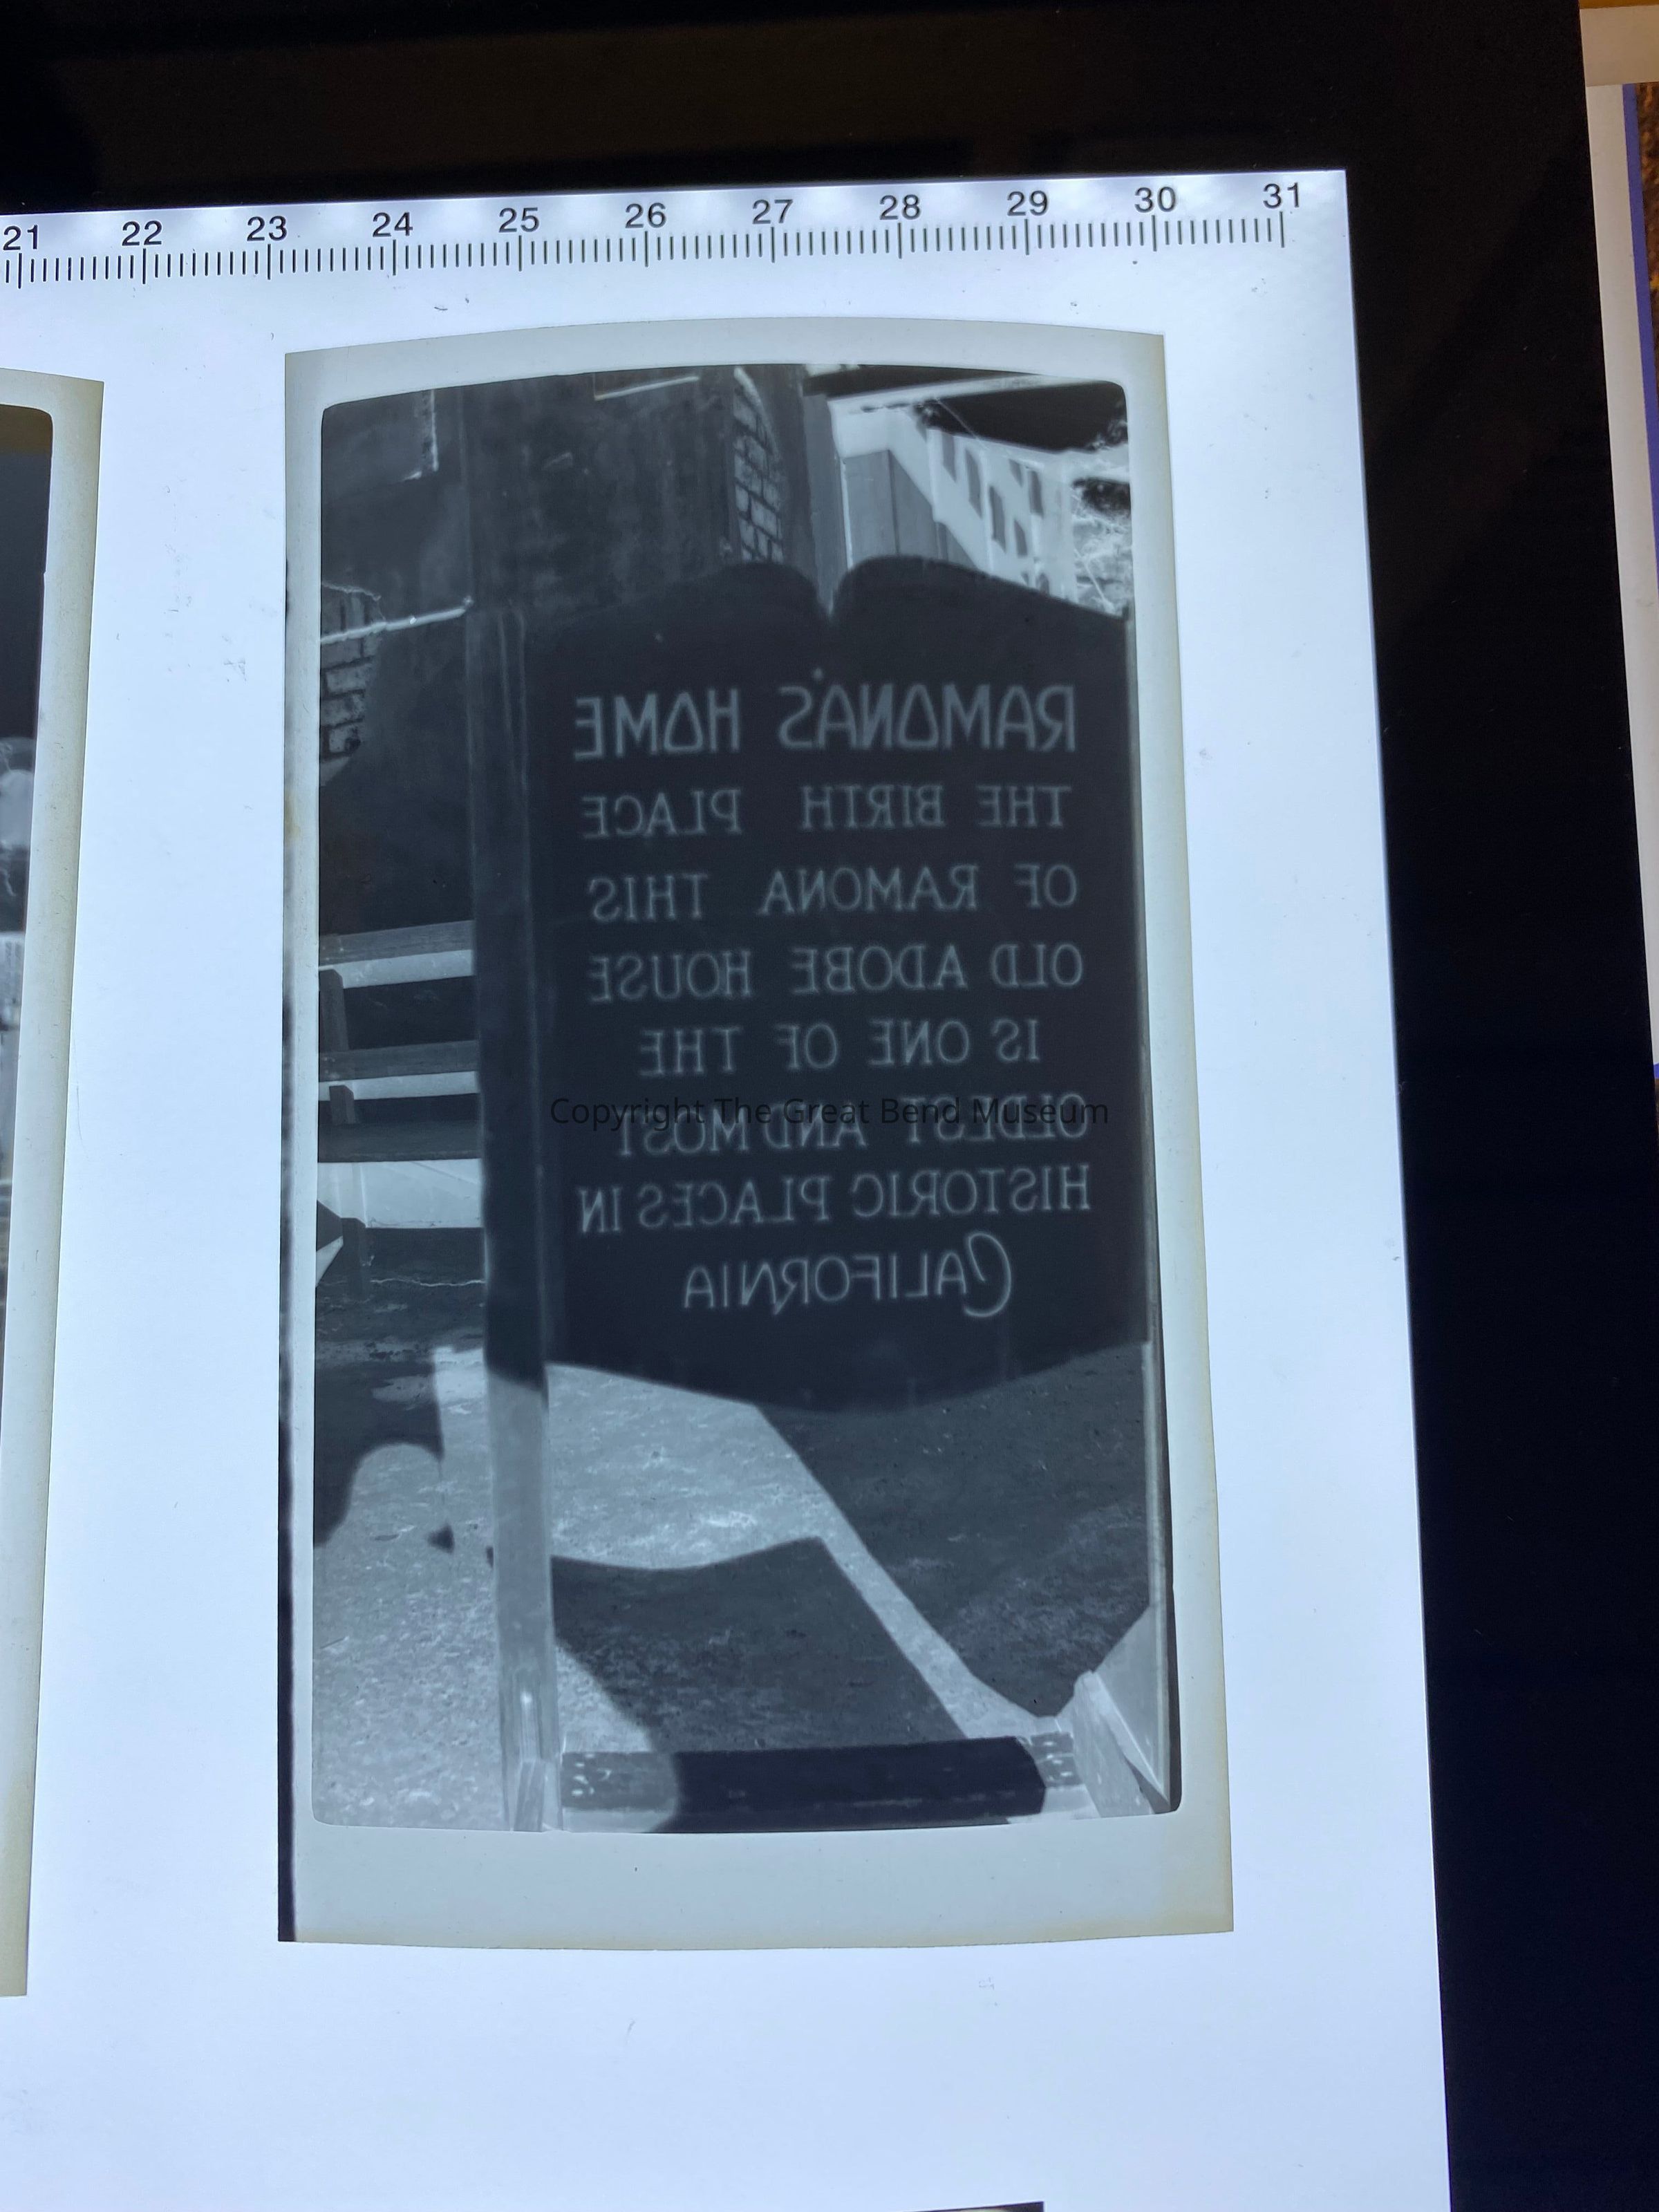 21 22 23 24 25 26 27 28 29 30 31
RAMONA'S HOME
THE BIRTH PLACE
OF RAMONA THIS
OLD ADOBE HOUSE
IS ONE OF THE
OLDEST AND MOST
HISTORIC PLACES IN
CALIFORNIA
Copyright The Great Bend Museum